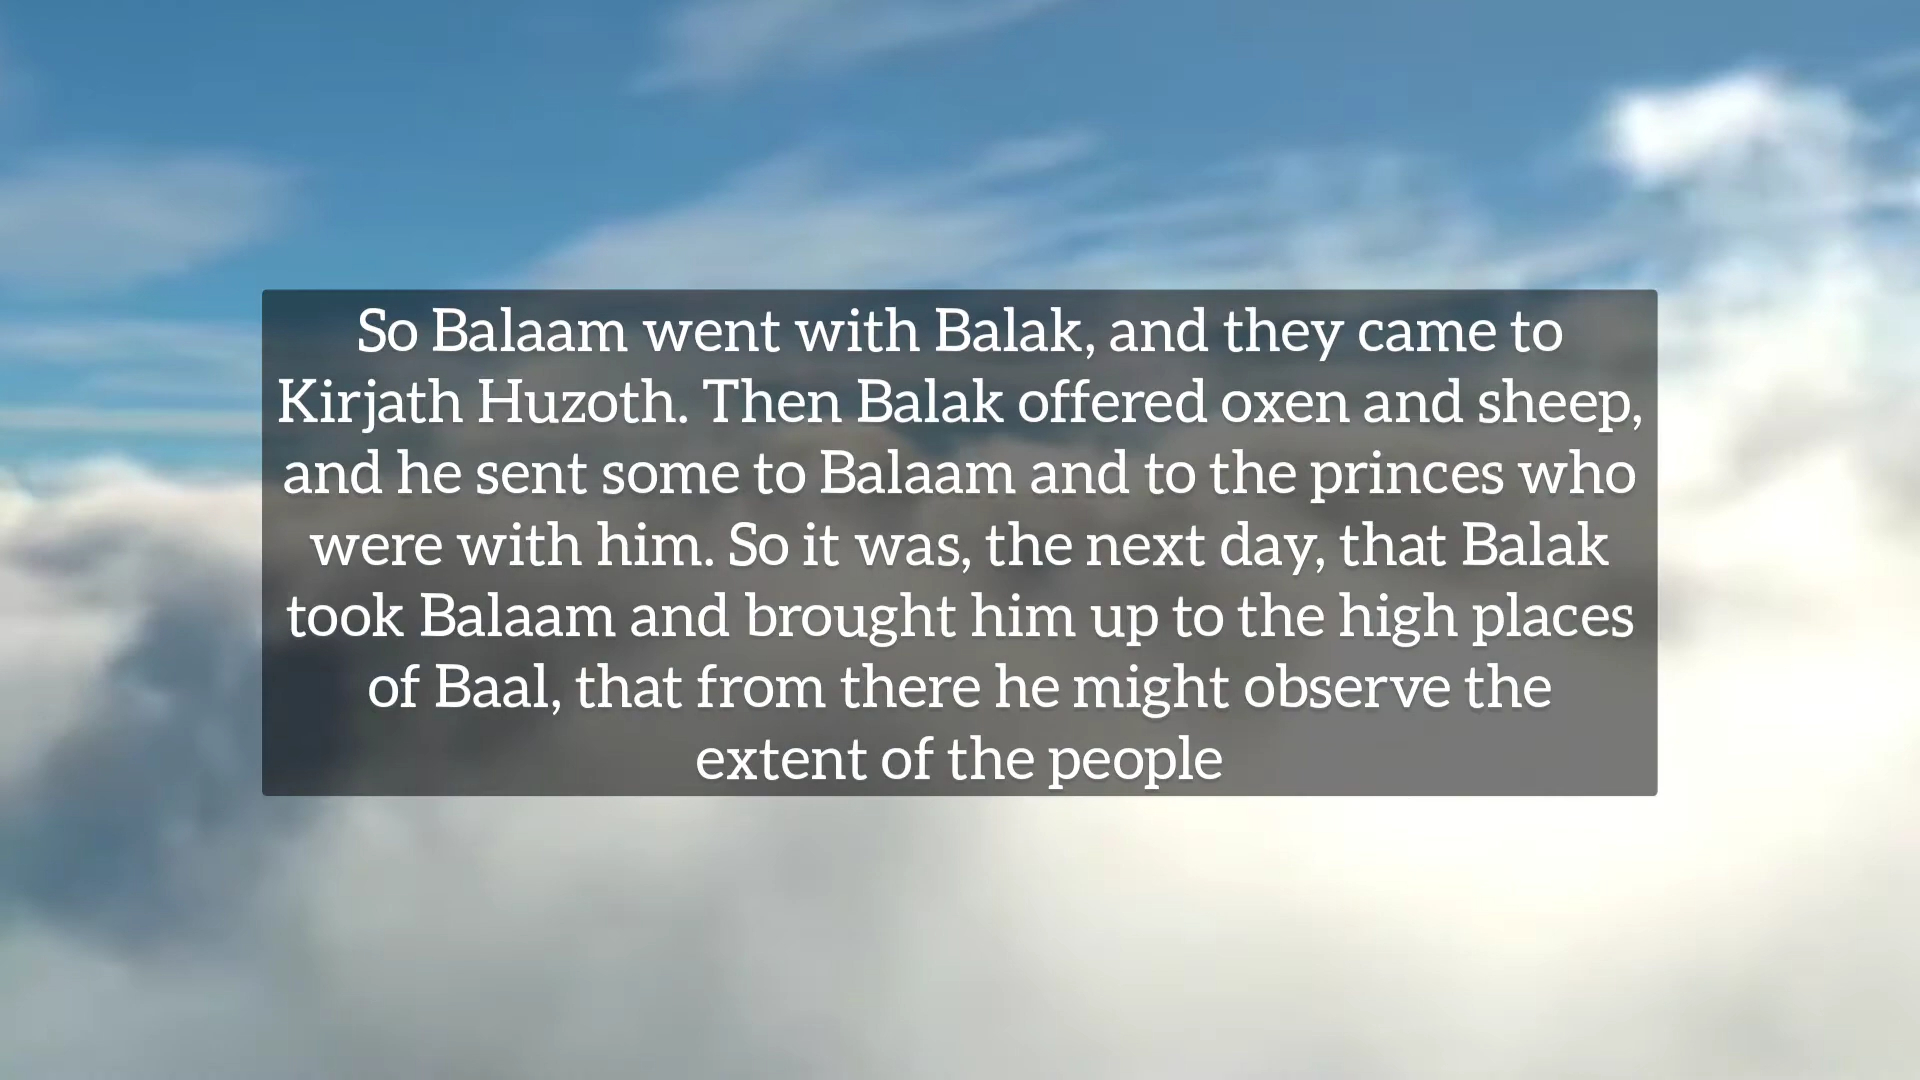 So Balaam went with Balak, and they came to
Kirjath Huzoth. Then Balak offered oxen and sheep,
and he sent some to Balaam and to the princes who
were with him. So it was, the next day, that Balak
took Balaam and brought him up to the high places
of Baal, that from there he might observe the
extent of the people